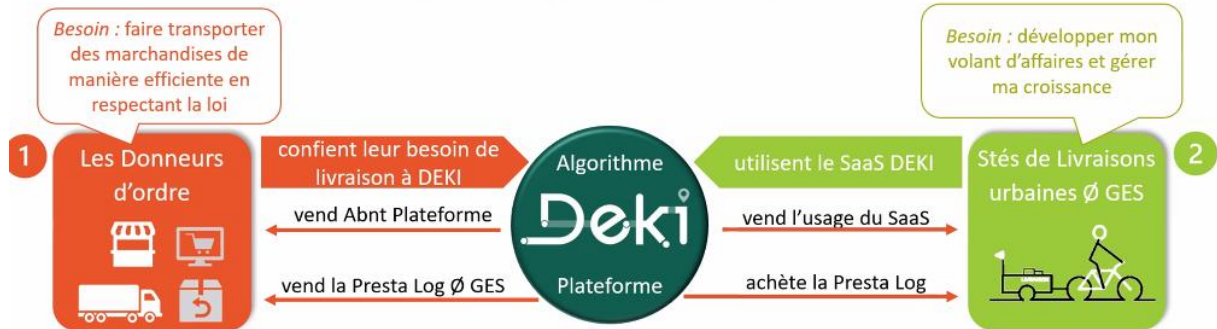 Besoin : faire transporter
des marchandises de
manière efficiente en
respectant la loi
Besoin : développer mon
volant d'affaires et gérer
ma croissance
1
Les Donneurs
d'ordre
confient leur besoin de
livraison à DEKI
Algorithme
Deki
Plateforme
utilisent le SaaS DEKI
Stés de Livraisons
urbaines Ø GES
2
vend Abnt Plateforme
vend l'usage du SaaS
vend la Presta Log Ø GES
achète la Presta Log